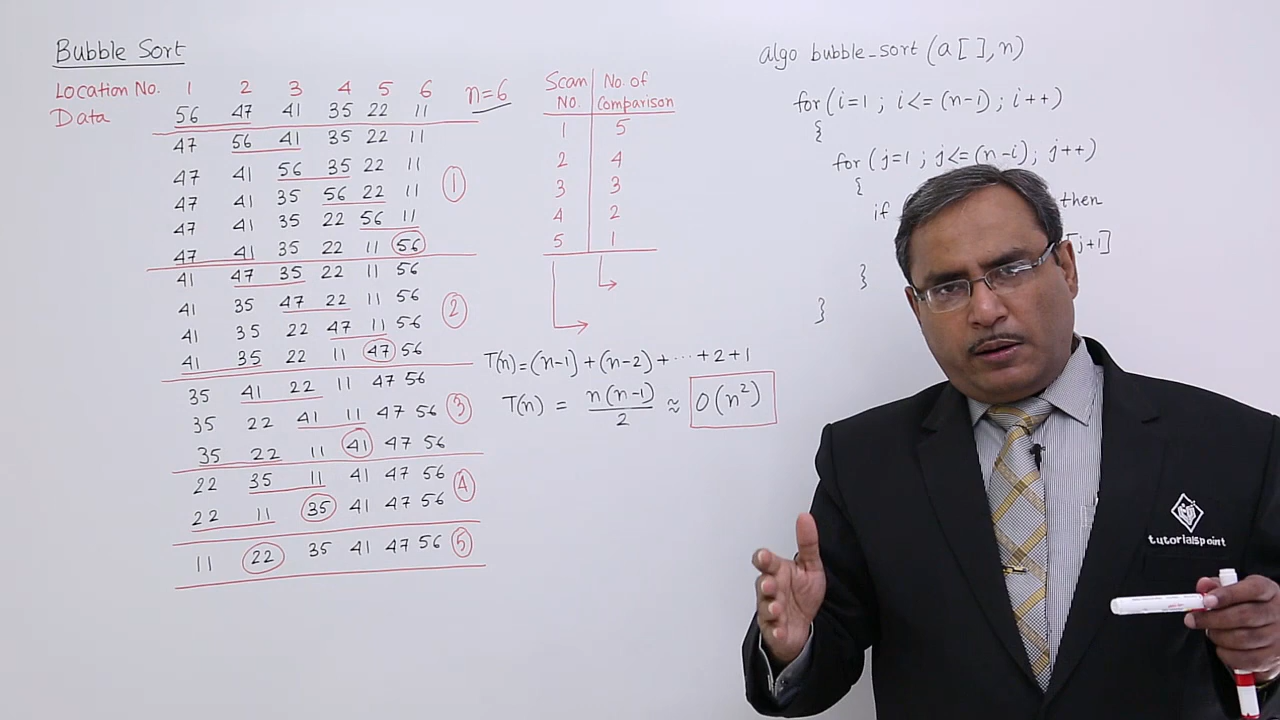 Bubble Sort
Location No. 1 2 3 4 5 6
Data 56 47 41 35 22 11
n=6
47 56 41 35 22 11
47 41 56 35 22 11
47 41 35 56 22 11
47 41 35 22 56 11
47 41 35 22 11 56
1
41 47 35 22 11 56
41 35 47 22 11 56
41 35 22 47 11 56
41 35 22 11 47 56
2
35 41 22 11 47 56
35 22 41 11 47 56
35 22 11 41 47 56
3
22 35 11 41 47 56
22 11 35 41 47 56
4
11 22 35 41 47 56
5
Scan No. of
No. Comparison
1 5
2 4
3 3
4 2
5 1
T(n)=(n-1)+(n-2)+⋯+2+1
T(n) = n(n-1)/2 ≈ O(n²)
algo bubble_sort(a[],n)
for(i=1; i<=(n-1); i++)
{
for(j=1; j<=(n-i); j++)
{
if then
j+1]
}
}
tutorialspoint